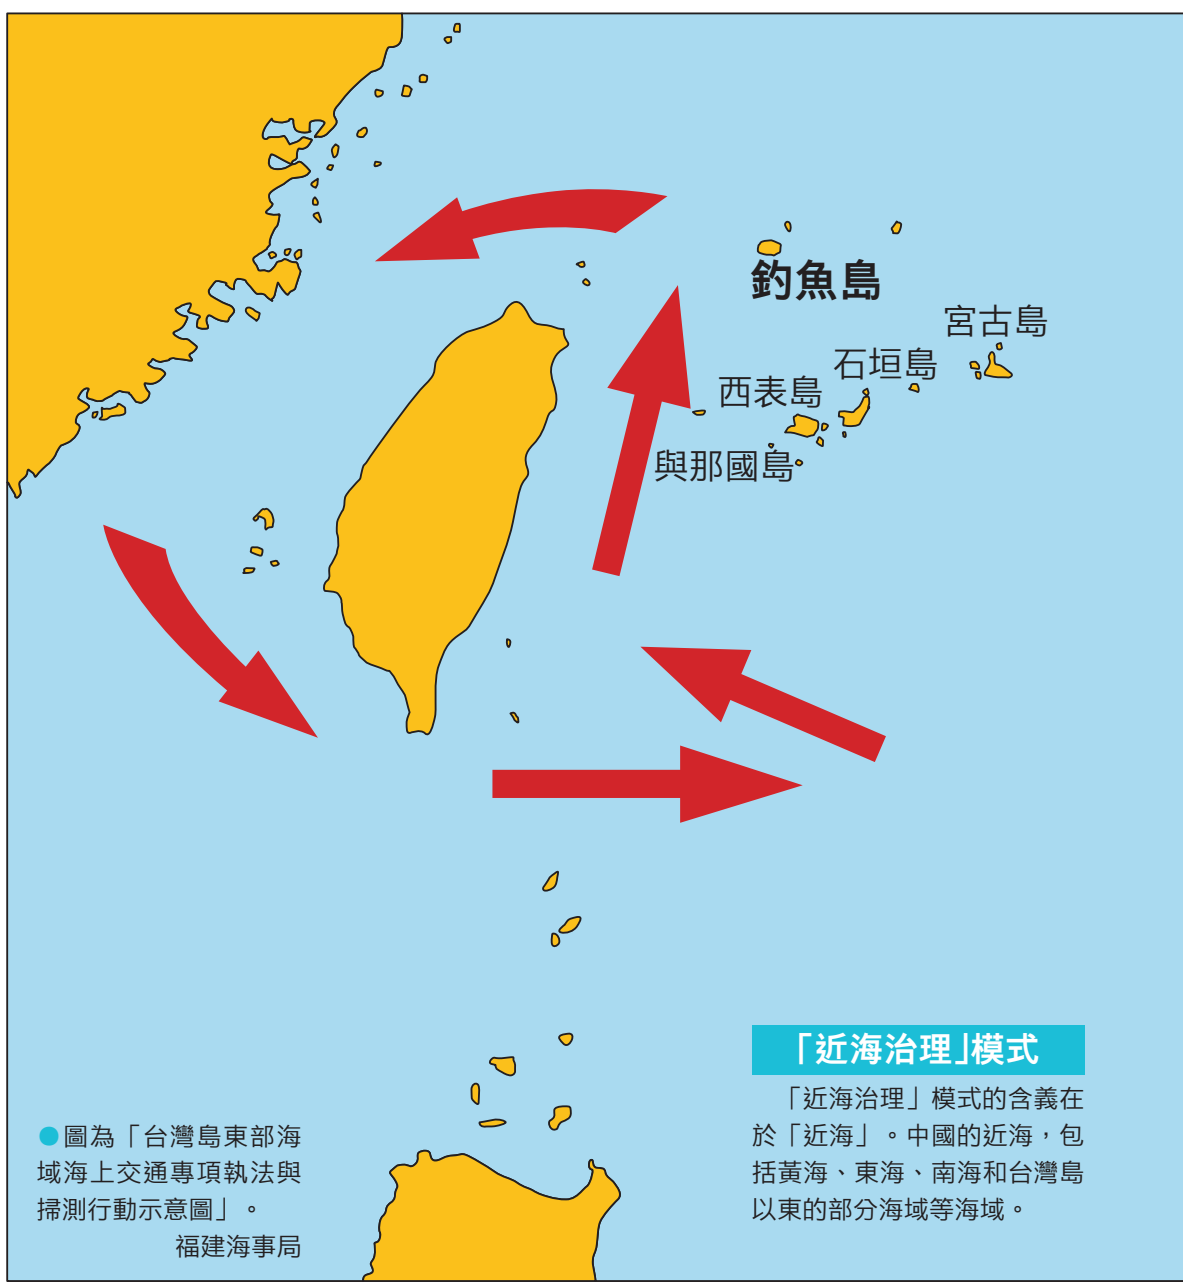 釣魚島
宮古島
石垣島
西表島
與那國島
「近海治理」模式
「近海治理」模式的含義在
於「近海」。中國的近海，包
括黃海、東海、南海和台灣島
以東的部分海域等海域。
●圖為「台灣島東部海
域海上交通專項執法與
掃測行動示意圖」。
福建海事局